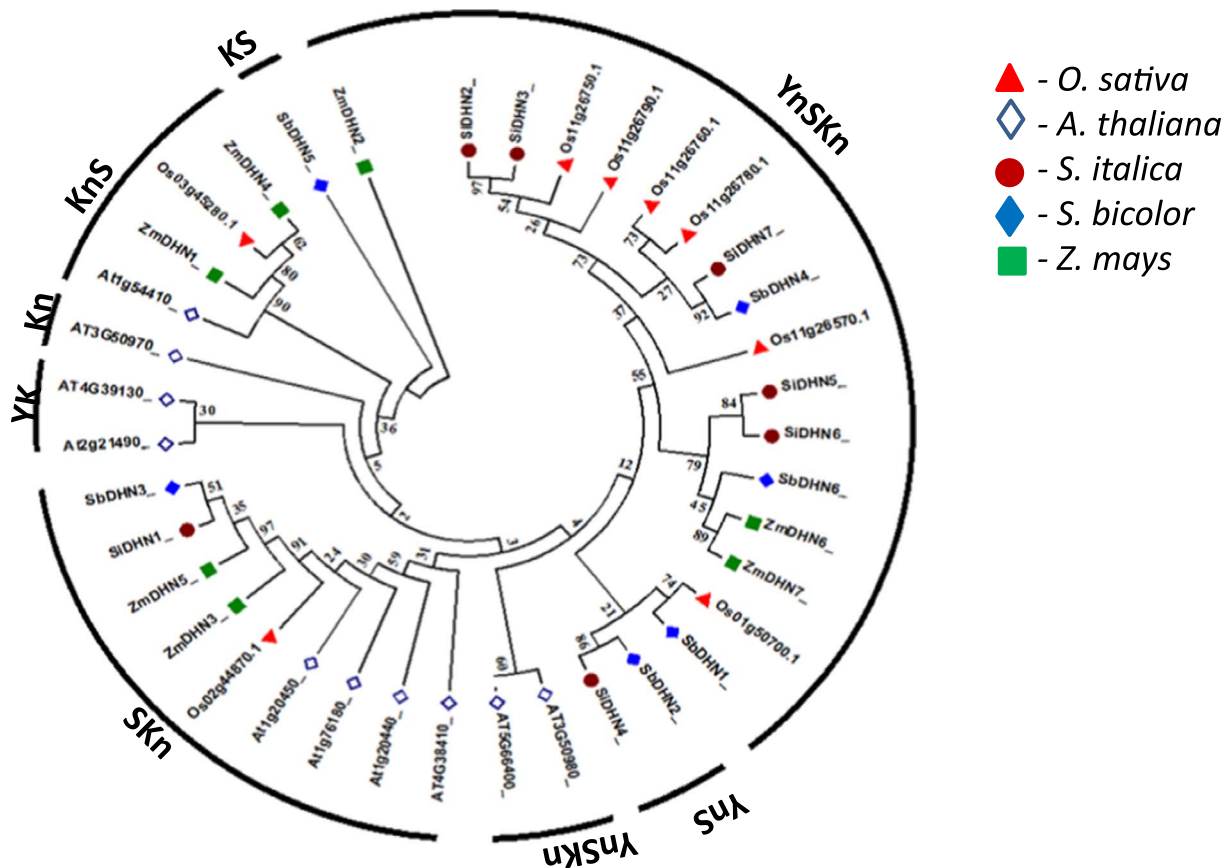 KS
YnSKn
KnS
Kn
YK
SKn
YnSKn
YnS
SiDHN2_
SiDHN3_
Os11g26750.1
Os11g26790.1
Os11g26760.1
Os11g26780.1
SiDHN7_
SbDHN4_
Os11g26570.1
SiDHN5_
SiDHN6_
SbDHN6_
ZmDHN6_
ZmDHN7_
Os01g50700.1
SbDHN1_
SbDHN2_
SiDHN4_
AT3G50980_
AT5G66400_
AT4G38410_
At1g20440_
At1g76180_
At1g20450_
Os02g44870.1
ZmDHN3_
ZmDHN5_
SiDHN1_
SbDHN3_
At2g21490_
AT4G39130_
AT3G50970_
At1g54410_
ZmDHN1_
Os03g45280.1
ZmDHN4_
SbDHN5_
ZmDHN2_
97
54
26
73
73
27
92
37
55
84
79
45
89
12
74
21
86
4
3
60
31
59
30
24
91
97
35
51
30
2
5
36
90
80
62
- O. sativa
- A. thaliana
- S. italica
- S. bicolor
- Z. mays